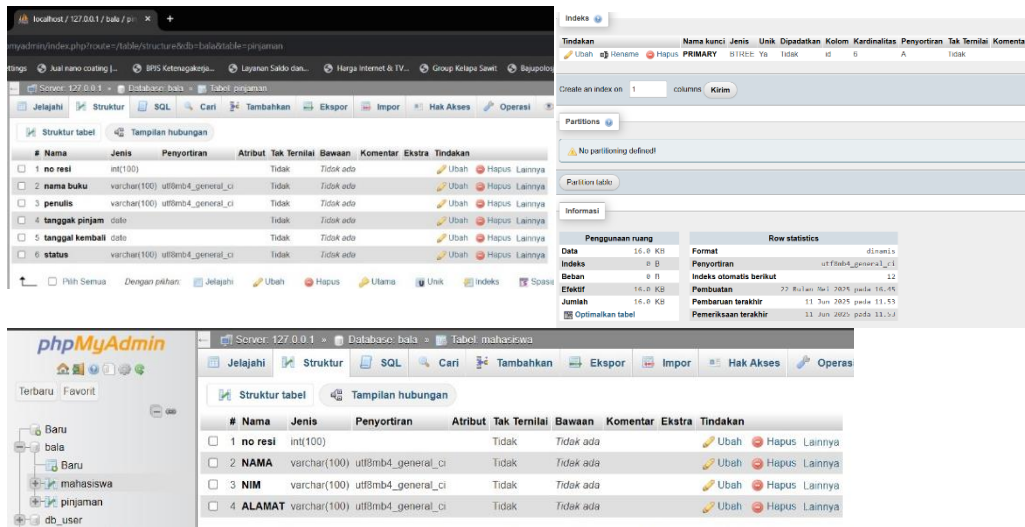 localhost / 127.0.0.1 / bala / pin
myadmin/index.php?route=/table/structure&db=bala&table=pinjaman
ttings Jual nano coating |... BPJS Ketenagakerja... Layanan Saldo dan... Harga Internet & TV... Group Kelapa Sawit
Server: 127.0.0.1 » Database: bala » Tabel: pinjaman
Jelajahi Struktur SQL Cari Tambahkan Ekspor Impor Hak Akses Operasi
Struktur tabel Tampilan hubungan
# Nama Jenis Penyortiran Atribut Tak Ternilai Bawaan Komentar Ekstra Tindakan
1 no resi int(100) Tidak Tidak ada Ubah Hapus Lainnya
2 nama buku varchar(100) utf8mb4_general_ci Tidak Tidak ada Ubah Hapus Lainnya
3 penulis varchar(100) utf8mb4_general_ci Tidak Tidak ada Ubah Hapus Lainnya
4 tanggak pinjam date Tidak Tidak ada Ubah Hapus Lainnya
5 tanggal kembali date Tidak Tidak ada Ubah Hapus Lainnya
6 status varchar(100) utf8mb4_general_ci Tidak Tidak ada Ubah Hapus Lainnya
Pilih Semua Dengan pilihan: Jelajahi Ubah Hapus Utama Unik Indeks Spasa
Indeks
Tindakan Nama kunci Jenis Unik Dipadatkan Kolom Kardinalitas Penyortiran Tak Ternilai Komenta
Ubah Rename Hapus PRIMARY BTREE Ya Tidak id 6 A Tidak
Create an index on 1 columns Kirim
Partitions
No partitioning defined!
Partition table
Informasi
Penggunaan ruang
Data 16.0 KB
Indeks 0 B
Beban 0 B
Efektif 16.0 KB
Jumlah 16.0 KB
Optimalkan tabel
Row statistics
Format dinamis
Penyortiran utf8mb4_general_ci
Indeks otomatis berikut 12
Pembuatan 22 Bulan Mei 2025 pada 16.45
Pembaruan terakhir 11 Jun 2025 pada 11.53
Pemeriksaan terakhir 11 Jun 2025 pada 11.53
phpMyAdmin
Terbaru Favorit
Baru
bala
Baru
mahasiswa
pinjaman
db_user
Server: 127.0.0.1 » Database: bala » Tabel: mahasiswa
Jelajahi Struktur SQL Cari Tambahkan Ekspor Impor Hak Akses Operas
Struktur tabel Tampilan hubungan
# Nama Jenis Penyortiran Atribut Tak Ternilai Bawaan Komentar Ekstra Tindakan
1 no resi int(100) Tidak Tidak ada Ubah Hapus Lainnya
2 NAMA varchar(100) utf8mb4_general_ci Tidak Tidak ada Ubah Hapus Lainnya
3 NIM varchar(100) utf8mb4_general_ci Tidak Tidak ada Ubah Hapus Lainnya
4 ALAMAT varchar(100) utf8mb4_general_ci Tidak Tidak ada Ubah Hapus Lainnya